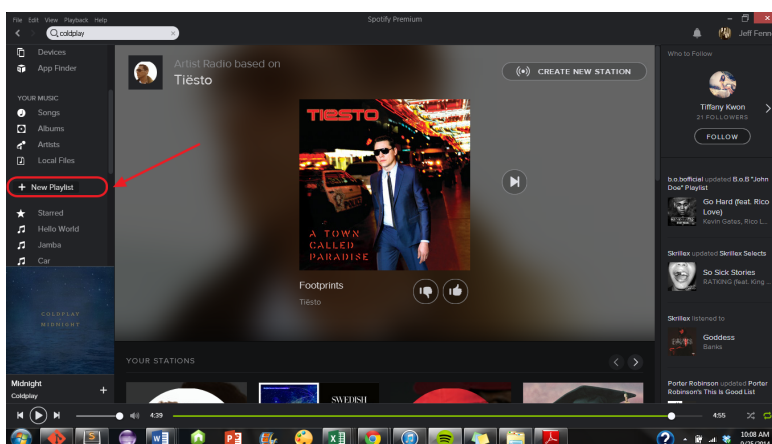 File Edit View Playback Help
Spotify Premium
coldplay
Jeff Fenn
Devices
App Finder
YOUR MUSIC
Songs
Albums
Artists
Local Files
+ New Playlist
Starred
Hello World
Jamba
Car
COLDPLAY
MIDNIGHT
Midnight
Coldplay
+
Artist Radio based on
Tiësto
CREATE NEW STATION
TIESTO
A TOWN
CALLED
PARADISE
Footprints
Tiësto
YOUR STATIONS
SWEDISH
Who to Follow
Tiffany Kwon
21 FOLLOWERS
FOLLOW
b.o.bofficial updated B.o.B "John
Doe" Playlist
Go Hard (feat. Rico
Love)
Kevin Gates, Rico L...
Skrillex updated Skrillex Selects
So Sick Stories
RATKING (feat. King ...
Skrillex listened to
Goddess
Banks
Porter Robinson updated Porter
Robinson's This Is Good List
4:39
4:55
10:08 AM